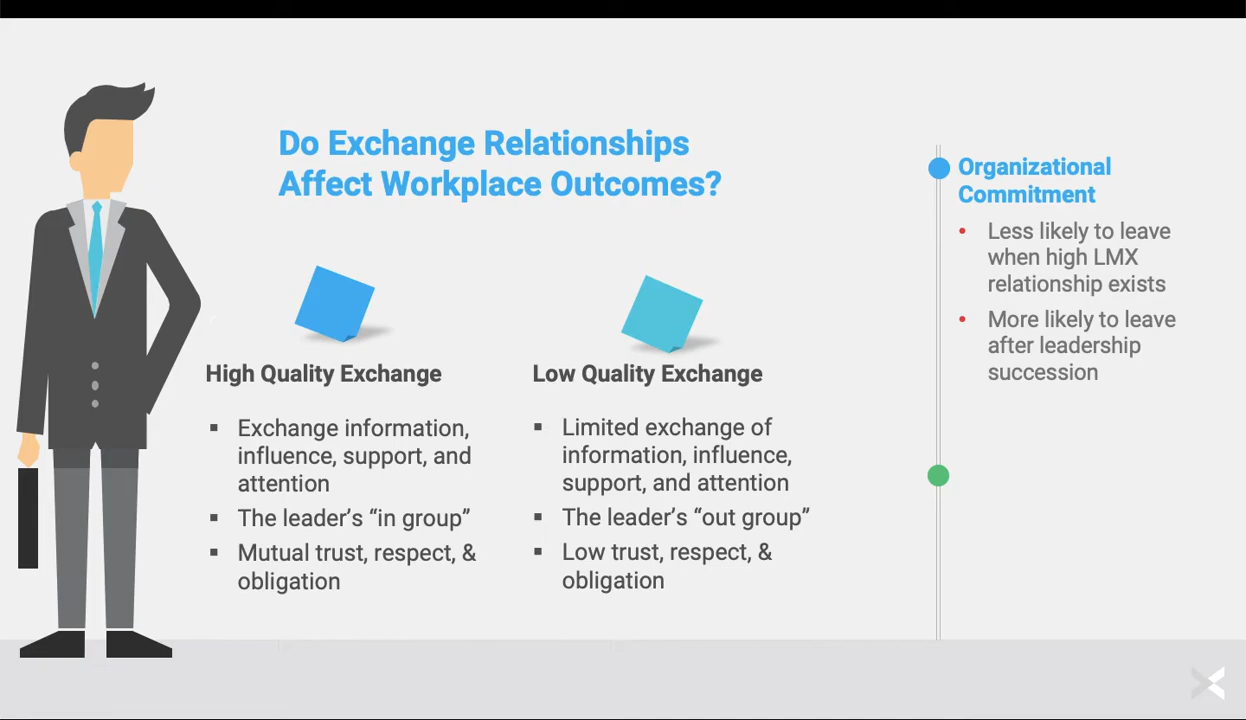 Do Exchange Relationships
Affect Workplace Outcomes?
High Quality Exchange
▪ Exchange information,
influence, support, and
attention
▪ The leader’s “in group”
▪ Mutual trust, respect, &
obligation
Low Quality Exchange
▪ Limited exchange of
information, influence,
support, and attention
▪ The leader’s “out group”
▪ Low trust, respect, &
obligation
Organizational
Commitment
• Less likely to leave
when high LMX
relationship exists
• More likely to leave
after leadership
succession